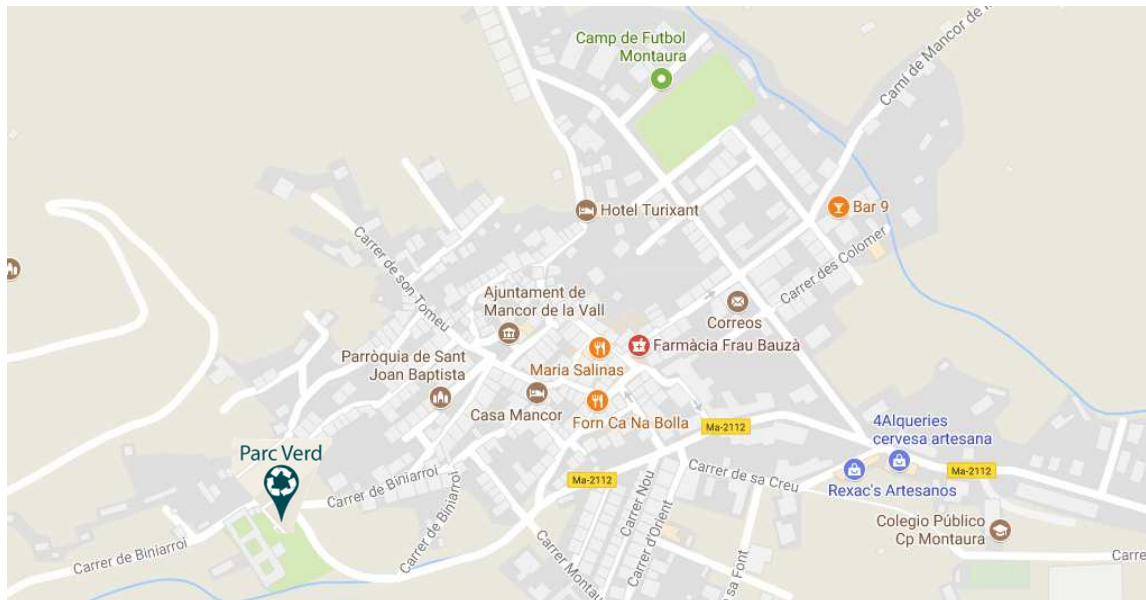 Camp de Futbol
Montaura
Camí de Mancor de
Hotel Turixant
Bar 9
Carrer des Colomer
Carrer de son Tomeu
Ajuntament de
Mancor de la Vall
Correos
Farmàcia Frau Bauzà
Parròquia de Sant
Joan Baptista
Maria Salinas
Casa Mancor
Forn Ca Na Bolla
Ma-2112
4Alqueries
cervesa artesana
Parc Verd
Ma-2112
Carrer de sa Creu
Ma-2112
Rexac's Artesanos
Carrer de Biniarroi
Carrer de Biniarroi
Carrer Nou
Carrer d'Orient
Colegio Público
Cp Montaura
Carrer de Biniarroi
Carrer Montau
sa Font
Carre